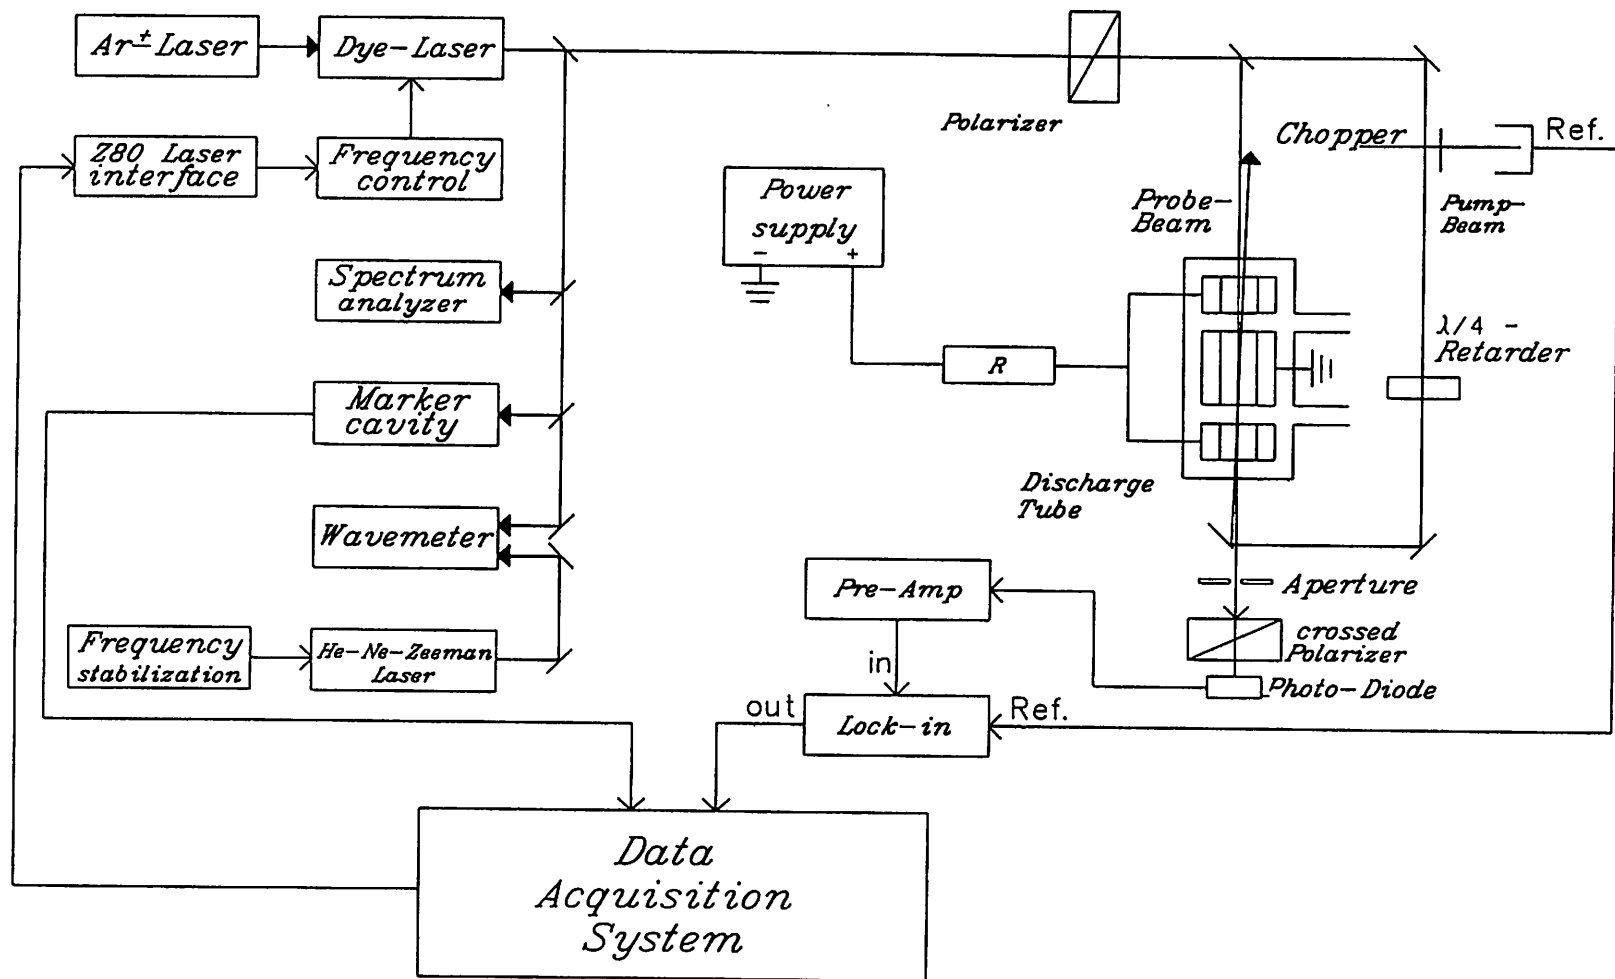 Ar± Laser
Dye-Laser
Polarizer
Chopper
Ref.
Z80 Laser
interface
Frequency
control
Power
supply
- +
Probe-
Beam
Pump-
Beam
Spectrum
analyzer
λ/4 -
Retarder
R
Marker
cavity
Discharge
Tube
Wavemeter
Pre-Amp
Aperture
Frequency
stabilization
He-Ne-Zeeman
Laser
crossed
Polarizer
in
Photo-Diode
out
Lock-in
Ref.
Data
Acquisition
System